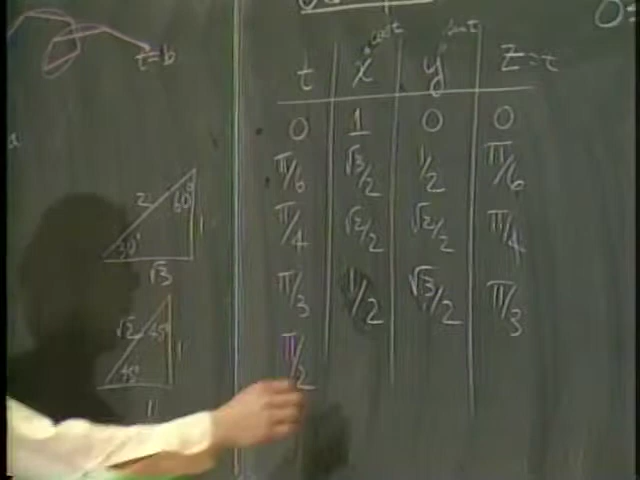 t=b
a
t | x = cos t | y = sin t | z=t
0 | 1 | 0 | 0
π/6 | √3/2 | 1/2 | π/6
π/4 | √2/2 | √2/2 | π/4
π/3 | 1/2 | √3/2 | π/3
π/2
2 60° 1
30°
√3
√2 45° 1
45°
1